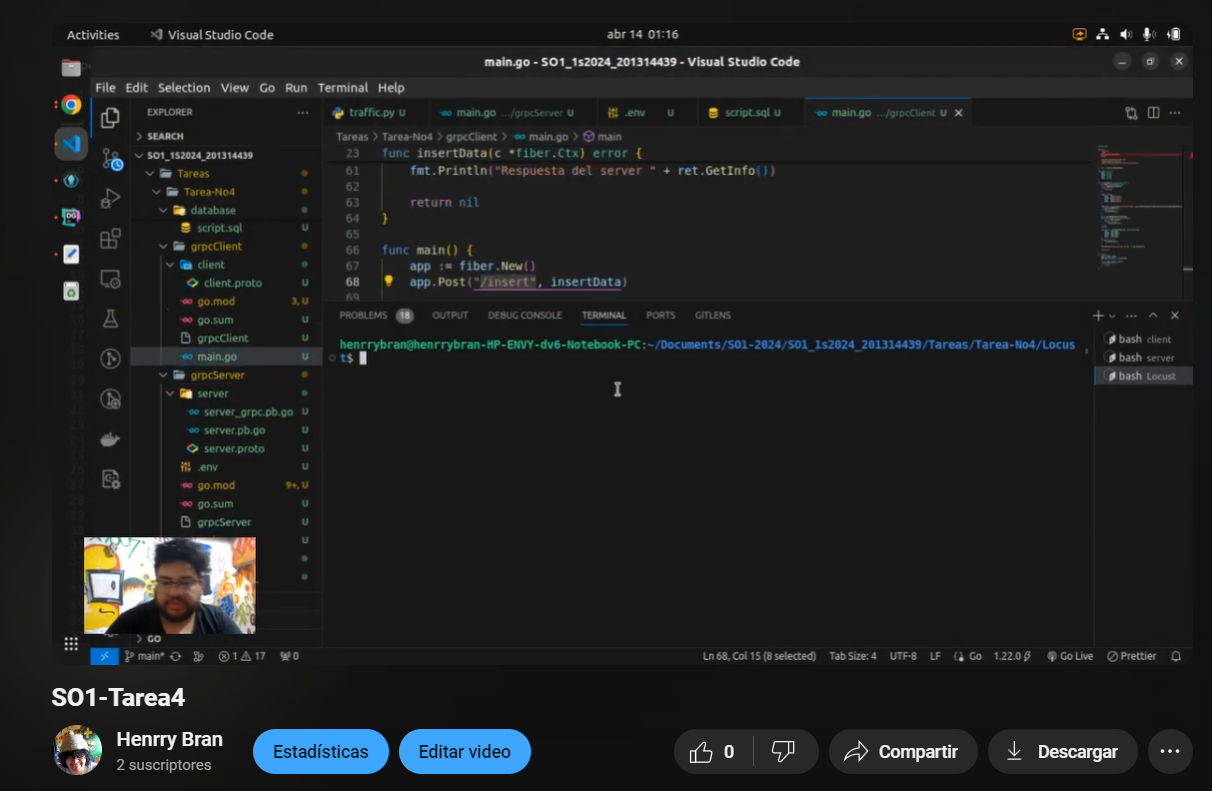 Activities
Visual Studio Code
abr 14 01:16
main.go - SO1_1s2024_201314439 - Visual Studio Code
File Edit Selection View Go Run Terminal Help
EXPLORER
SEARCH
SO1_1S2024_201314439
Tareas
Tarea-No4
database
script.sql U
grpcClient
client
client.proto U
go.mod 3, U
go.sum U
grpcClient U
main.go U
grpcServer
server
server_grpc.pb.go U
server.pb.go U
server.proto U
.env U
go.mod 9+, U
go.sum U
grpcServer U
U
GO
traffic.py U
main.go .../grpcServer U
.env U
script.sql U
main.go .../grpcClient U
Tareas > Tarea-No4 > grpcClient > main.go > main
23 func insertData(c *fiber.Ctx) error {
61 fmt.Println("Respuesta del server " + ret.GetInfo())
62
63 return nil
64 }
65
66 func main() {
67 app := fiber.New()
68 app.Post("/insert", insertData)
69
PROBLEMS 18 OUTPUT DEBUG CONSOLE TERMINAL PORTS GITLENS
henrrybran@henrrybran-HP-ENVY-dv6-Notebook-PC:~/Documents/SO1-2024/SO1_1s2024_201314439/Tareas/Tarea-No4/Locus
t$
bash client
bash server
bash Locust
main* 1 17 0
Ln 68, Col 15 (8 selected) Tab Size: 4 UTF-8 LF Go 1.22.0 Go Live Prettier
SO1-Tarea4
Henrry Bran
2 suscriptores
Estadísticas
Editar video
0
Compartir
Descargar